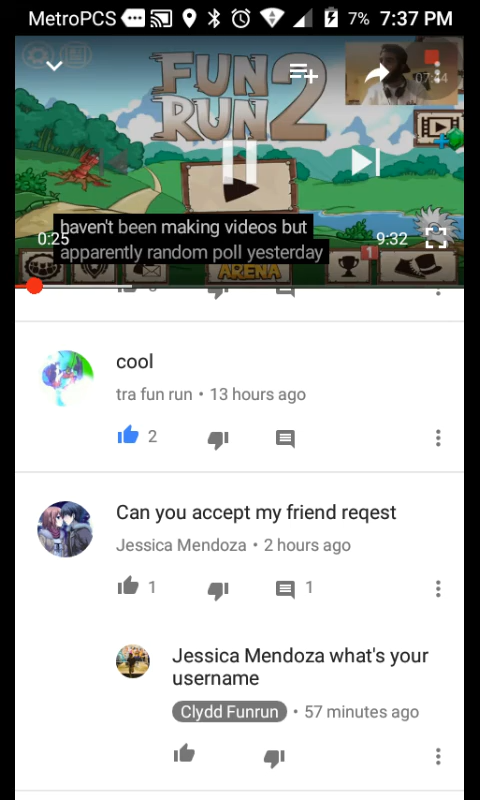 MetroPCS 7% 7:37 PM
FUN
RUN 2
07:44
haven't been making videos but
0:25
9:32
apparently random poll yesterday
1
ARENA
cool
tra fun run • 13 hours ago
2
Can you accept my friend reqest
Jessica Mendoza • 2 hours ago
1 1
Jessica Mendoza what's your
username
Clydd Funrun • 57 minutes ago